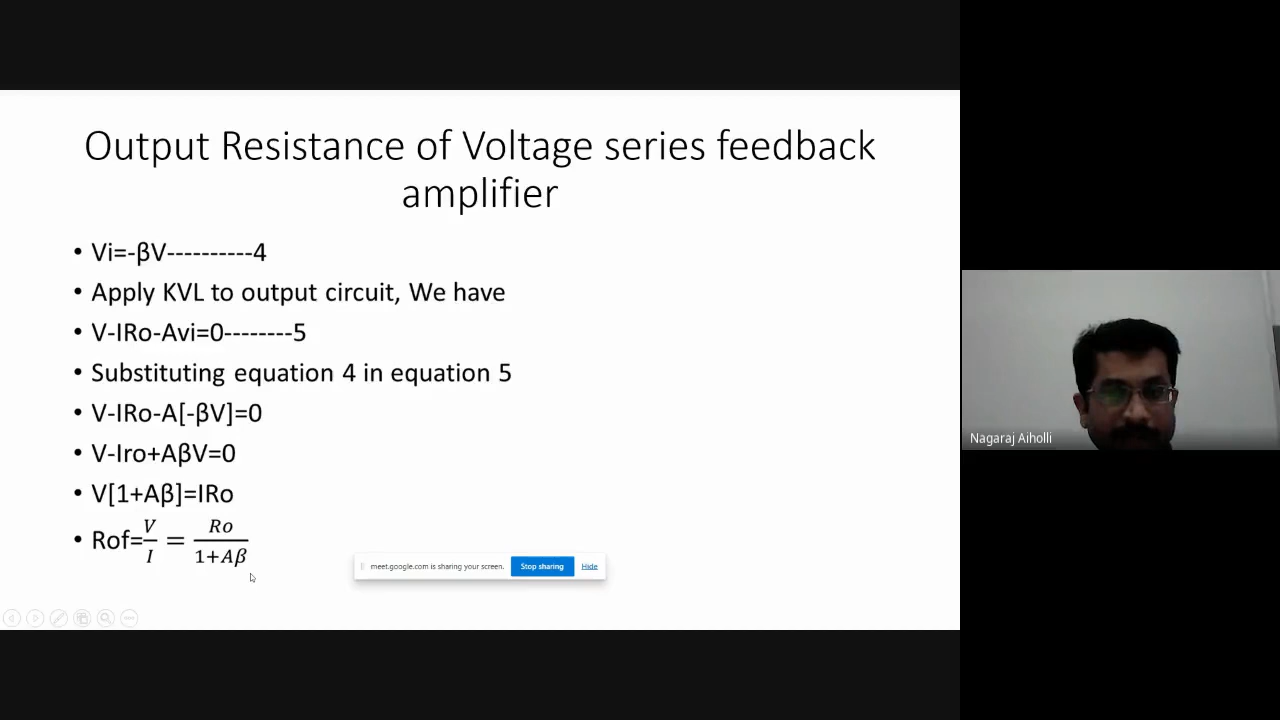 Output Resistance of Voltage series feedback
amplifier
• Vi=-βV----------4
• Apply KVL to output circuit, We have
• V-IRo-Avi=0--------5
• Substituting equation 4 in equation 5
• V-IRo-A[-βV]=0
• V-Iro+AβV=0
• V[1+Aβ]=IRo
• Rof=V/I = Ro/1+Aβ
meet.google.com is sharing your screen. Stop sharing Hide
Nagaraj Aiholli